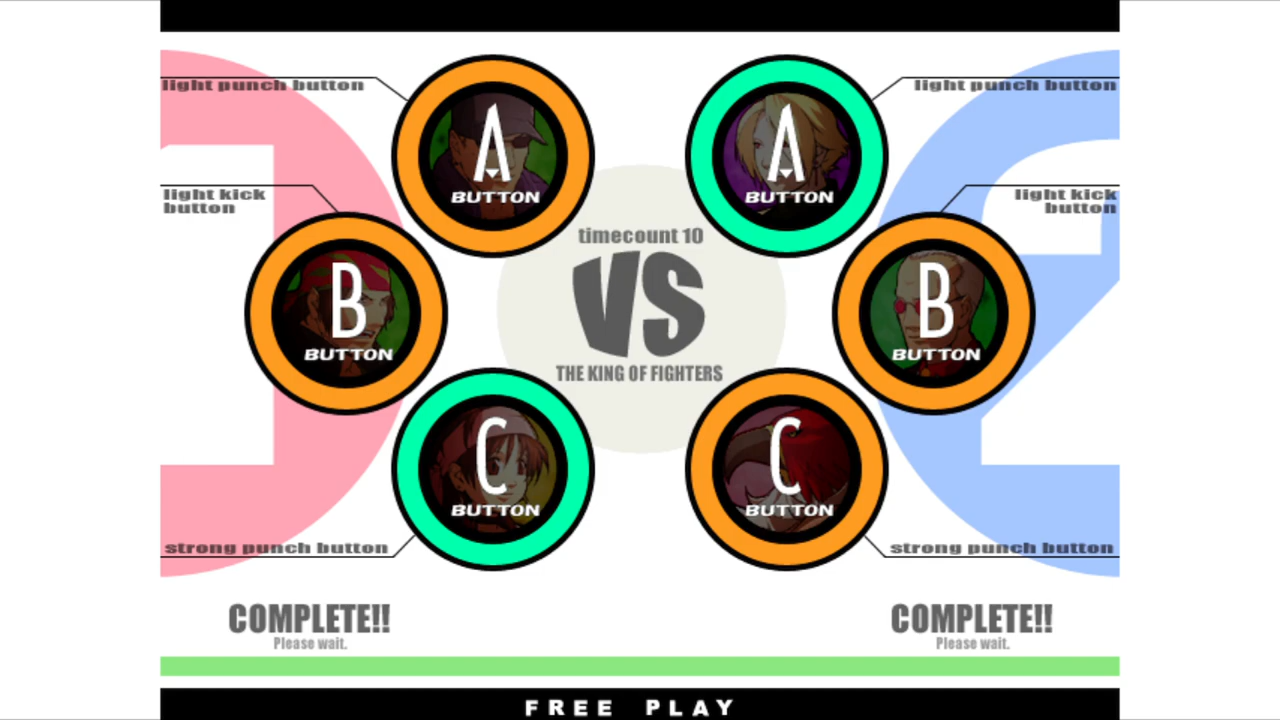 light punch button
A
BUTTON
A
BUTTON
light punch button
light kick
button
B
BUTTON
timecount 10
VS
THE KING OF FIGHTERS
light kick
button
B
BUTTON
C
BUTTON
C
BUTTON
strong punch button
strong punch button
COMPLETE!!
Please wait.
COMPLETE!!
Please wait.
FREE PLAY